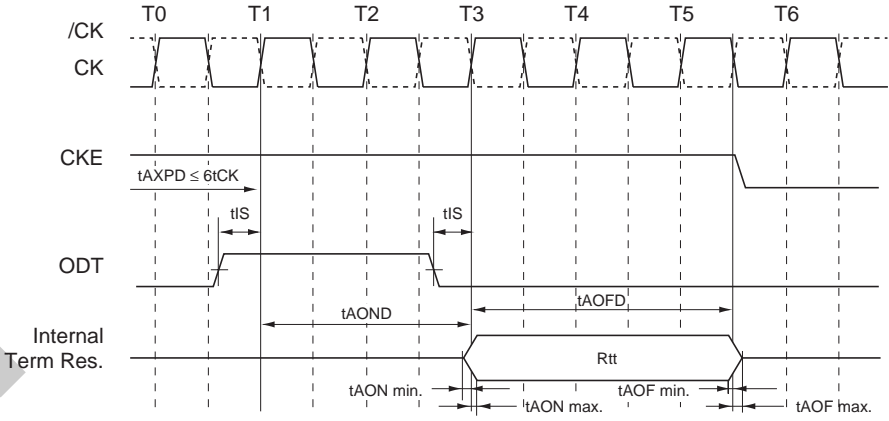 T0 T1 T2 T3 T4 T5 T6
/CK
CK
CKE
tAXPD ≤ 6tCK
tIS tIS
ODT
tAOND tAOFD
Internal
Term Res.
Rtt
tAON min. tAOF min.
tAON max. tAOF max.